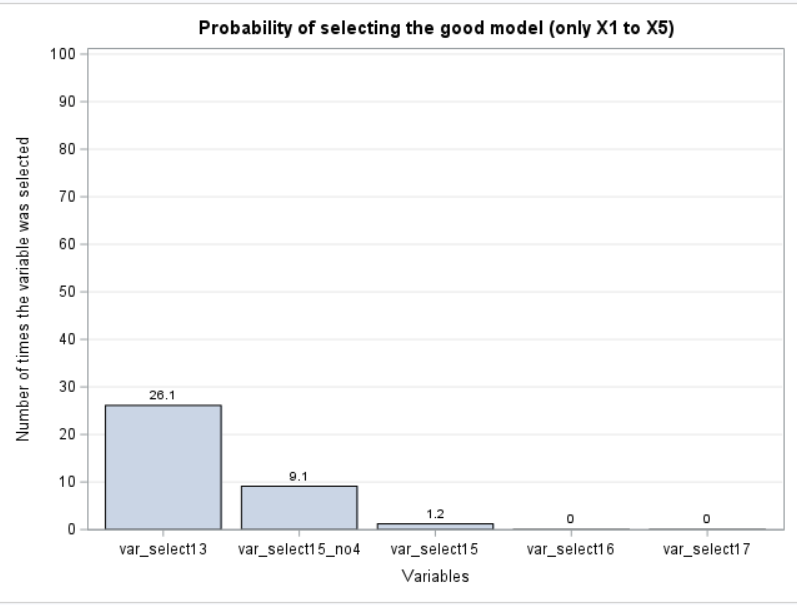 Probability of selecting the good model (only X1 to X5)
Number of times the variable was selected
100
90
80
70
60
50
40
30
20
10
0
26.1
9.1
1.2
0
0
var_select13
var_select15_no4
var_select15
var_select16
var_select17
Variables